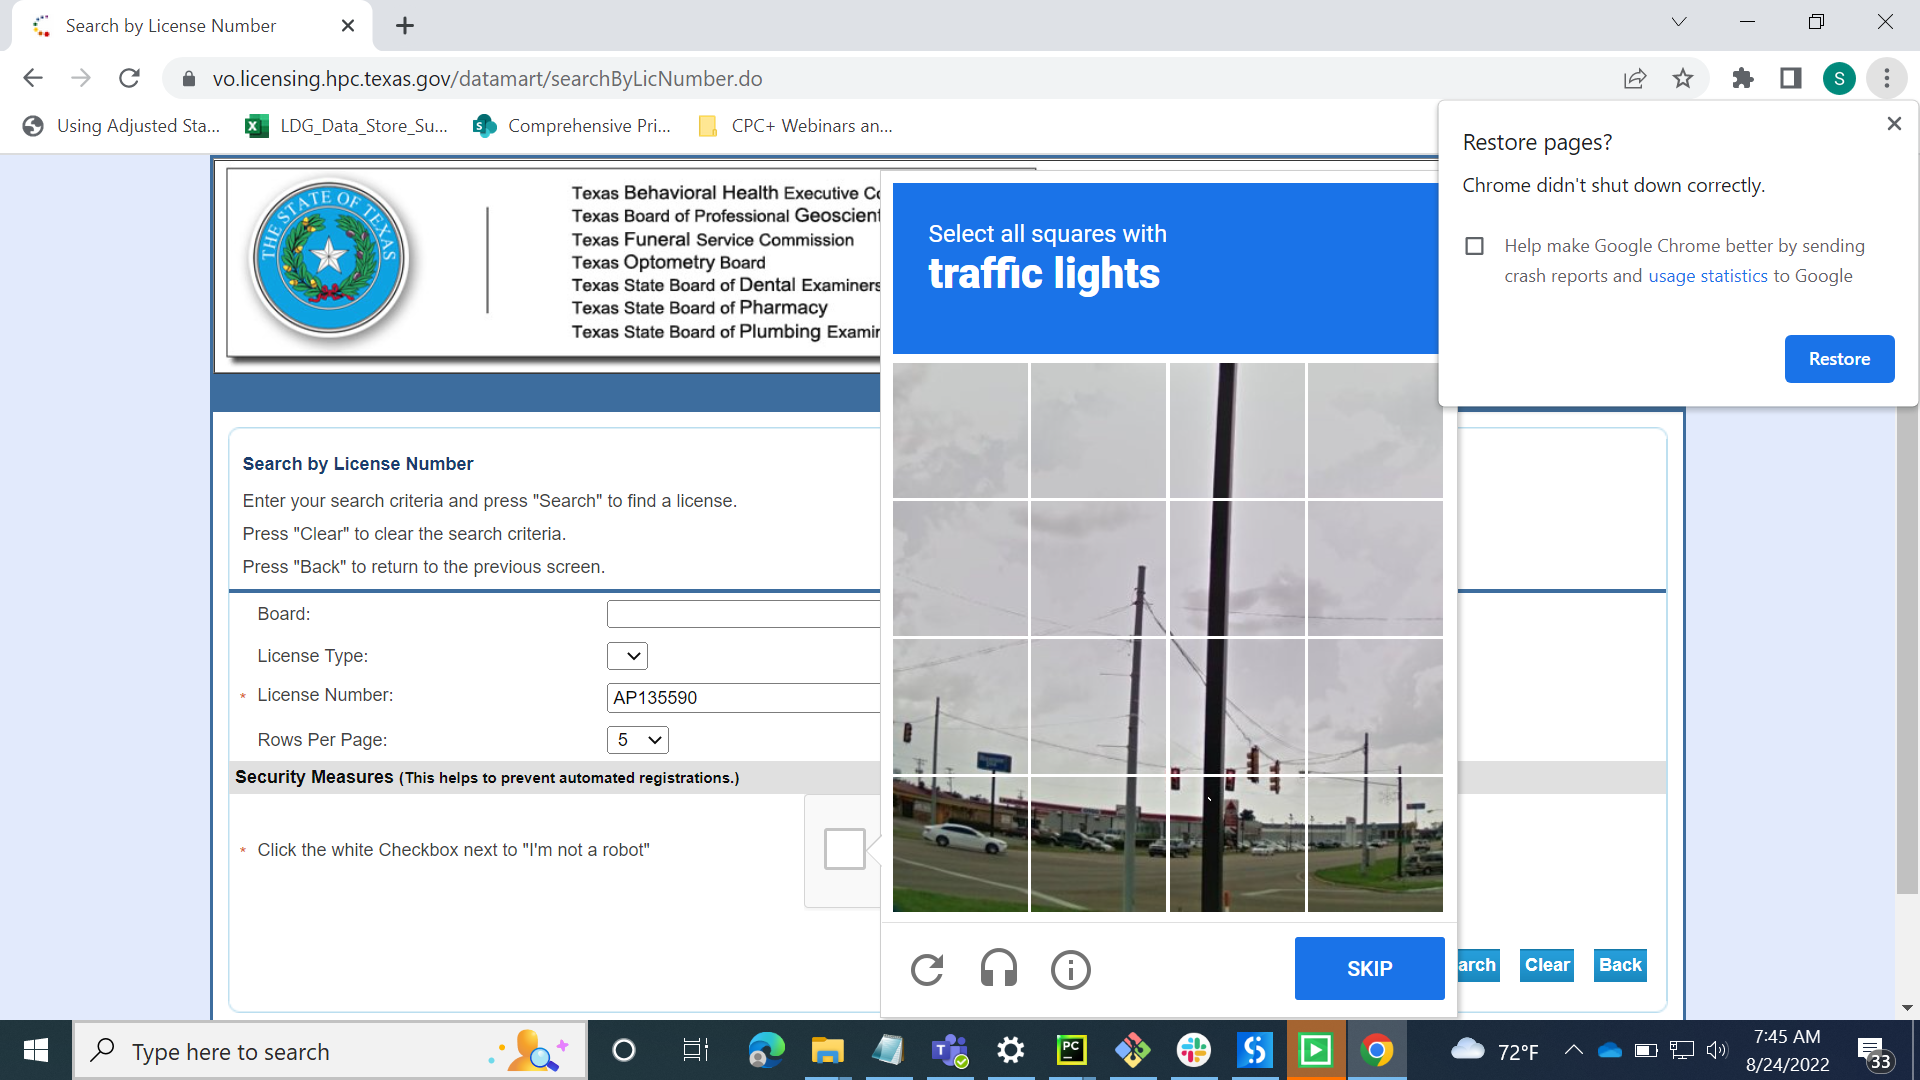 Search by License Number
vo.licensing.hpc.texas.gov/datamart/searchByLicNumber.do
S
Using Adjusted Sta...
LDG_Data_Store_Su...
Comprehensive Pri...
CPC+ Webinars an...
Restore pages?
Chrome didn't shut down correctly.
Help make Google Chrome better by sending
crash reports and usage statistics to Google
Restore
THE STATE OF TEXAS
Texas Behavioral Health Executive Co
Texas Board of Professional Geoscient
Texas Funeral Service Commission
Texas Optometry Board
Texas State Board of Dental Examiners
Texas State Board of Pharmacy
Texas State Board of Plumbing Examin
Select all squares with
traffic lights
Search by License Number
Enter your search criteria and press "Search" to find a license.
Press "Clear" to clear the search criteria.
Press "Back" to return to the previous screen.
Board:
License Type:
* License Number:
AP135590
Rows Per Page:
5
Security Measures (This helps to prevent automated registrations.)
* Click the white Checkbox next to "I'm not a robot"
SKIP
arch
Clear
Back
Type here to search
PC
72°F
7:45 AM
8/24/2022
33